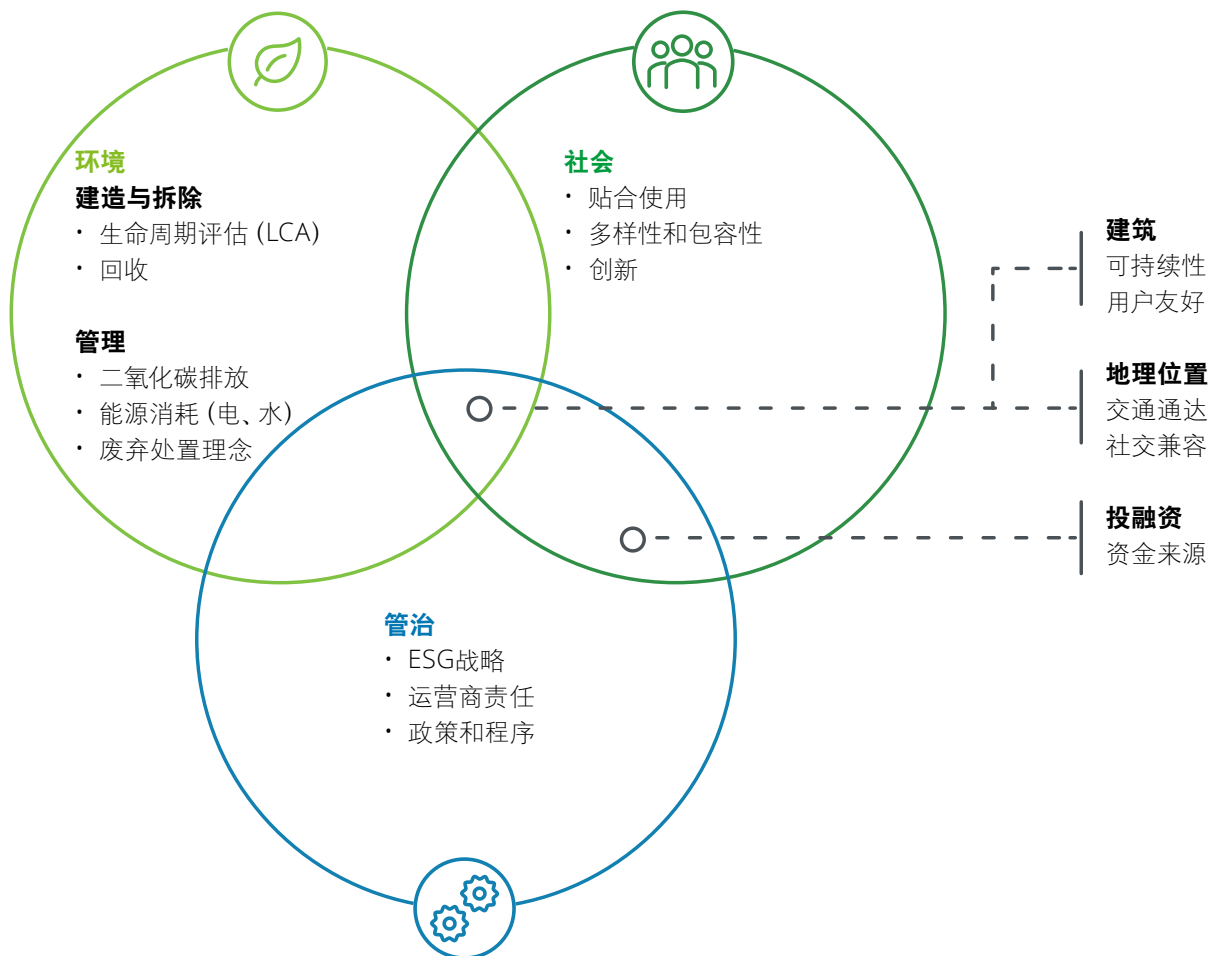 环境
建造与拆除
· 生命周期评估 (LCA)
· 回收
管理
· 二氧化碳排放
· 能源消耗 (电、水)
· 废弃处置理念
社会
· 贴合使用
· 多样性和包容性
· 创新
管治
· ESG战略
· 运营商责任
· 政策和程序
建筑
可持续性
用户友好
地理位置
交通通达
社交兼容
投融资
资金来源